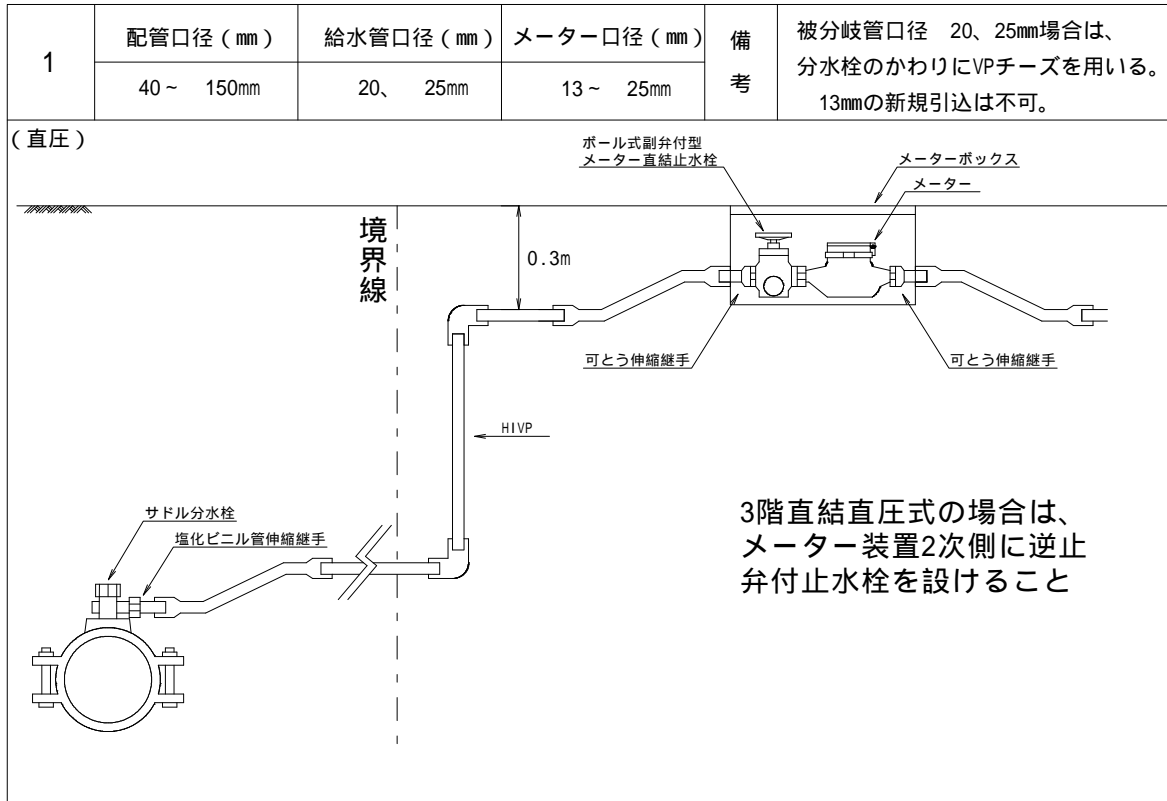 1
配管口径（mm）
給水管口径（mm）
メーター口径（mm）
備考
被分岐管口径　20、25mm場合は、
分水栓のかわりにVPチーズを用いる。
13mmの新規引込は不可。
40～　150mm
20、　25mm
13～　25mm
（直圧）
ボール式副弁付型
メーター直結止水栓
メーターボックス
メーター
境界線
0.3m
可とう伸縮継手
可とう伸縮継手
HIVP
サドル分水栓
塩化ビニル管伸縮継手
3階直結直圧式の場合は、
メーター装置2次側に逆止
弁付止水栓を設けること